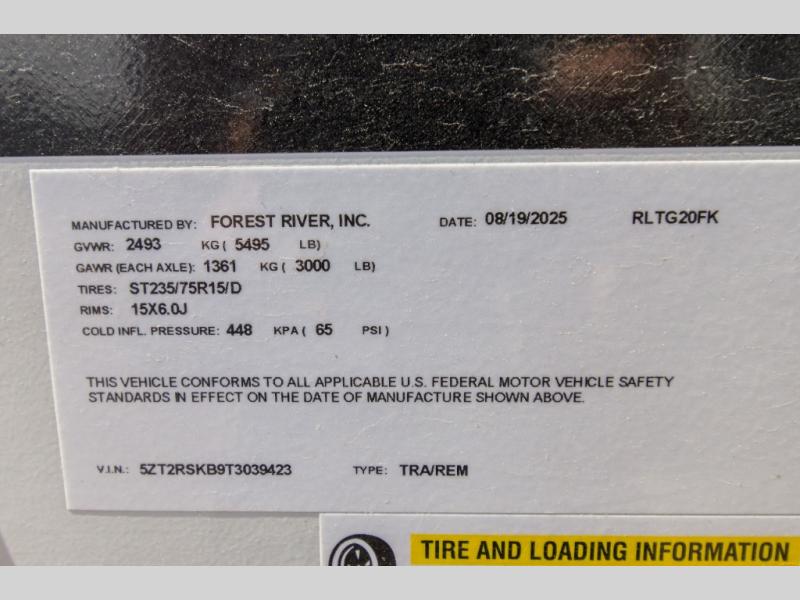 MANUFACTURED BY: FOREST RIVER, INC. DATE: 08/19/2025 RLTG20FK
GVWR: 2493 KG ( 5495 LB)
GAWR (EACH AXLE): 1361 KG ( 3000 LB)
TIRES: ST235/75R15/D
RIMS: 15X6.0J
COLD INFL. PRESSURE: 448 KPA ( 65 PSI )
THIS VEHICLE CONFORMS TO ALL APPLICABLE U.S. FEDERAL MOTOR VEHICLE SAFETY
STANDARDS IN EFFECT ON THE DATE OF MANUFACTURE SHOWN ABOVE.
V.I.N.: 5ZT2RSKB9T3039423 TYPE: TRA/REM
TIRE AND LOADING INFORMATION